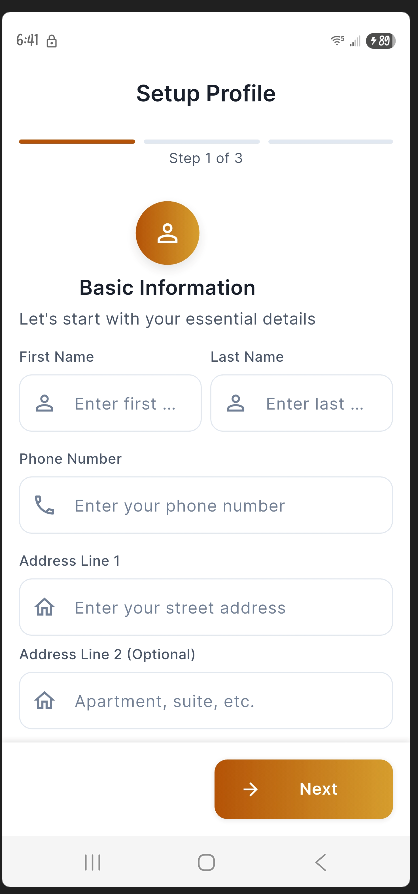 6:41
89
Setup Profile
Step 1 of 3
Basic Information
Let's start with your essential details
First Name Last Name
Enter first ... Enter last ...
Phone Number
Enter your phone number
Address Line 1
Enter your street address
Address Line 2 (Optional)
Apartment, suite, etc.
Next